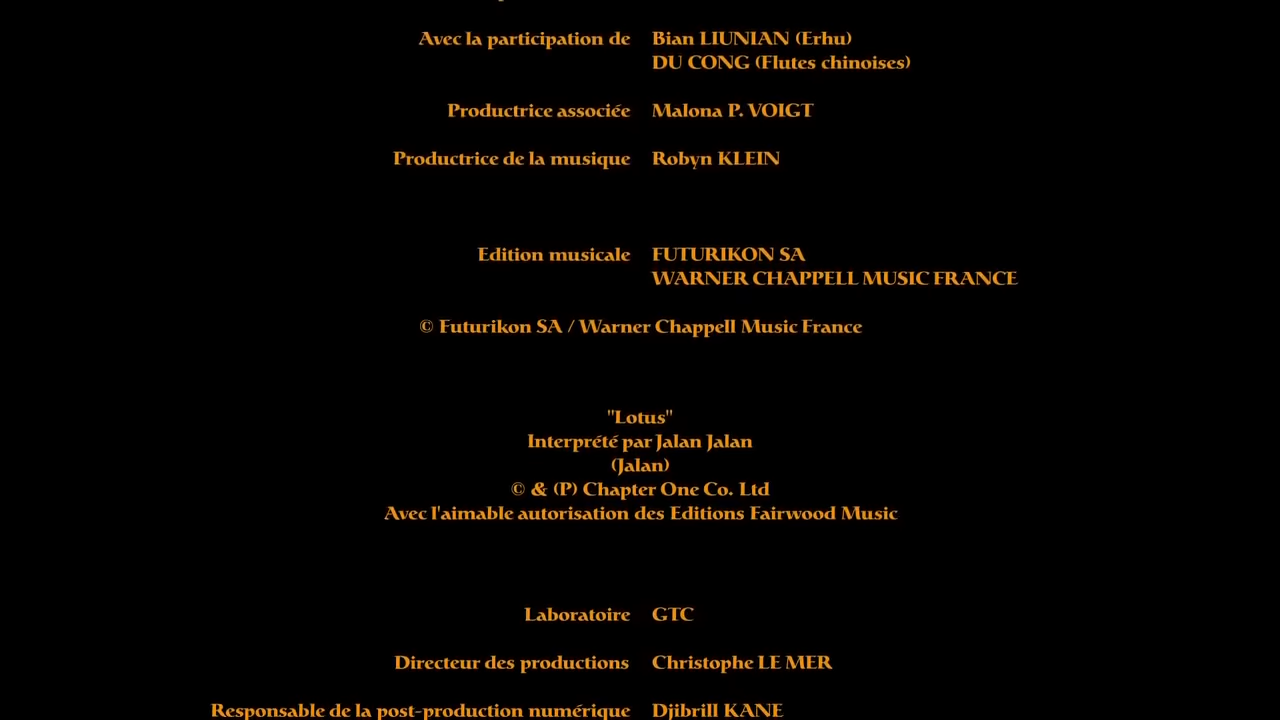 Avec la participation de Bian LIUNIAN (Erhu)
DU CONG (Flutes chinoises)
Productrice associée Malona P. VOIGT
Productrice de la musique Robyn KLEIN
Edition musicale FUTURIKON SA
WARNER CHAPPELL MUSIC FRANCE
© Futurikon SA / Warner Chappell Music France
"Lotus"
Interprété par Jalan Jalan
(Jalan)
© & (P) Chapter One Co. Ltd
Avec l'aimable autorisation des Editions Fairwood Music
Laboratoire GTC
Directeur des productions Christophe LE MER
Responsable de la post-production numérique Djibrill KANE